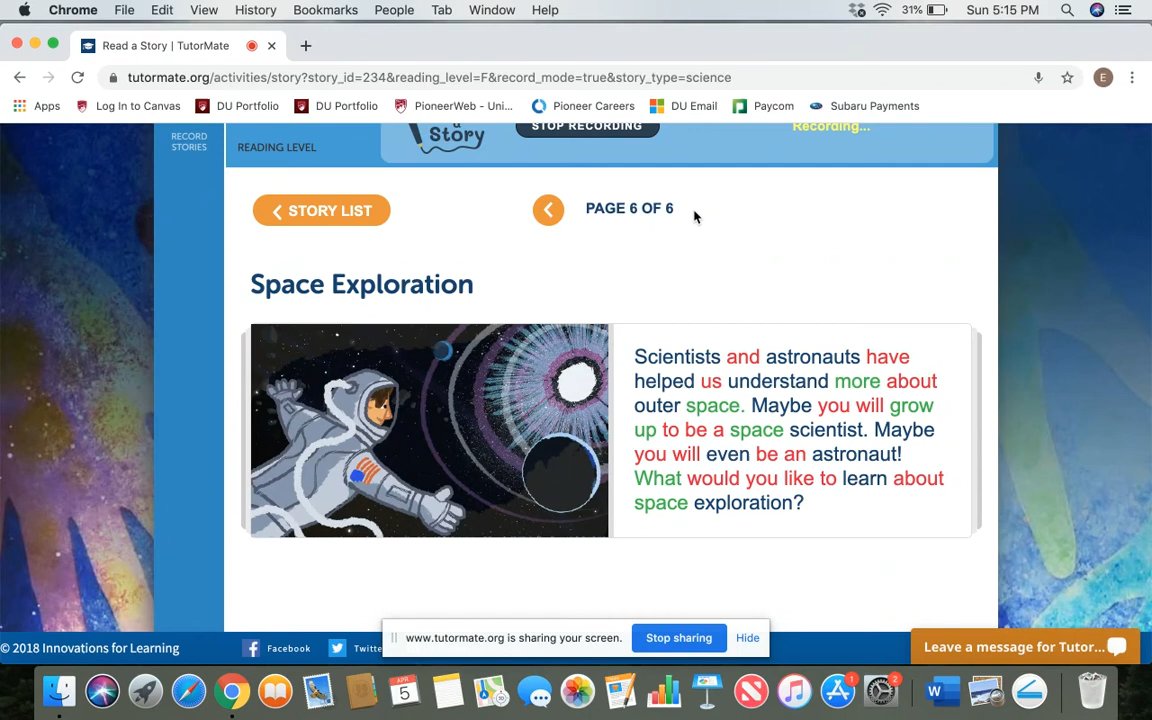 Chrome File Edit View History Bookmarks People Tab Window Help 31% Sun 5:15 PM
Read a Story | TutorMate
tutormate.org/activities/story?story_id=234&reading_level=F&record_mode=true&story_type=science E
Apps Log In to Canvas DU Portfolio DU Portfolio PioneerWeb - Uni... Pioneer Careers DU Email Paycom Subaru Payments
RECORD
STORIES
READING LEVEL
Story
STOP RECORDING
Recording...
STORY LIST
PAGE 6 OF 6
Space Exploration
Scientists and astronauts have
helped us understand more about
outer space. Maybe you will grow
up to be a space scientist. Maybe
you will even be an astronaut!
What would you like to learn about
space exploration?
www.tutormate.org is sharing your screen. Stop sharing Hide
© 2018 Innovations for Learning Facebook Twitte
Leave a message for Tutor...
APR
5
1
2
W